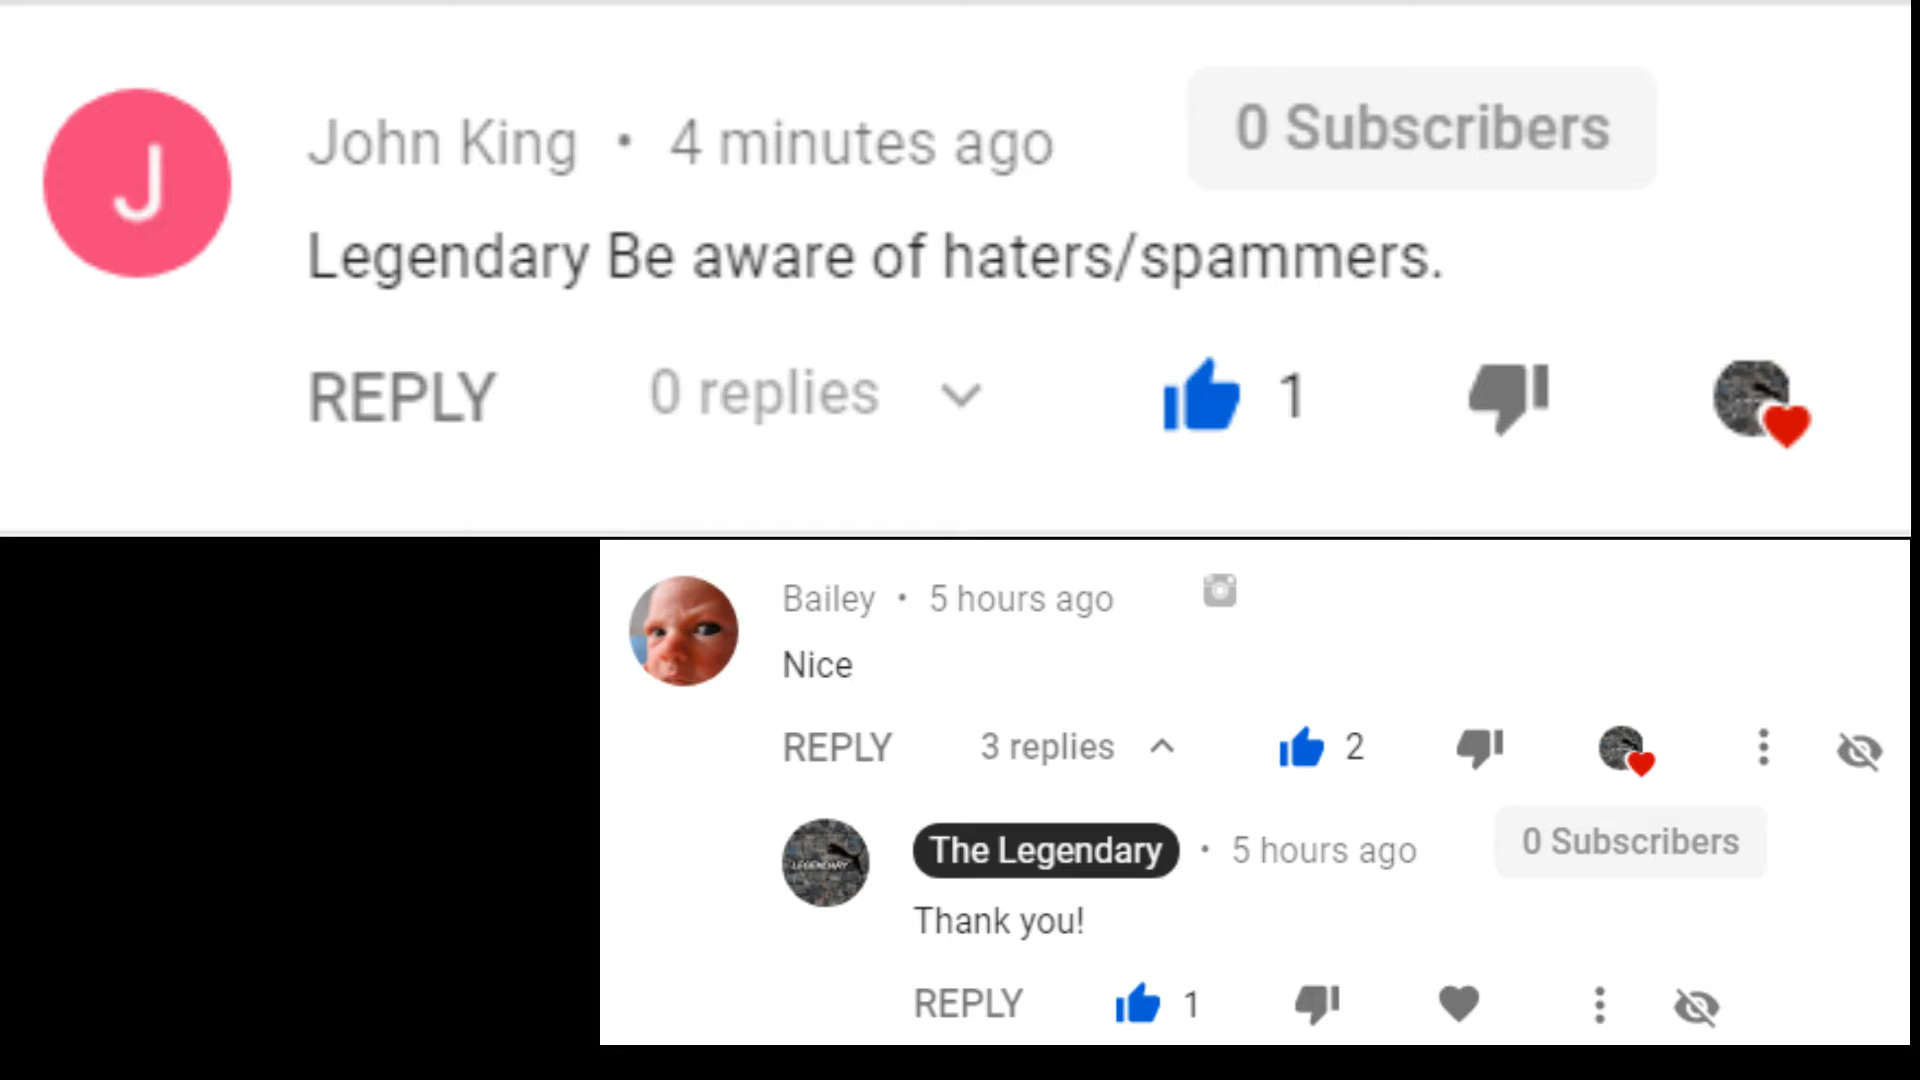 J
John King • 4 minutes ago 0 Subscribers
Legendary Be aware of haters/spammers.
REPLY 0 replies 1
Bailey • 5 hours ago
Nice
REPLY 3 replies 2
LEGENDARY
The Legendary • 5 hours ago 0 Subscribers
Thank you!
REPLY 1